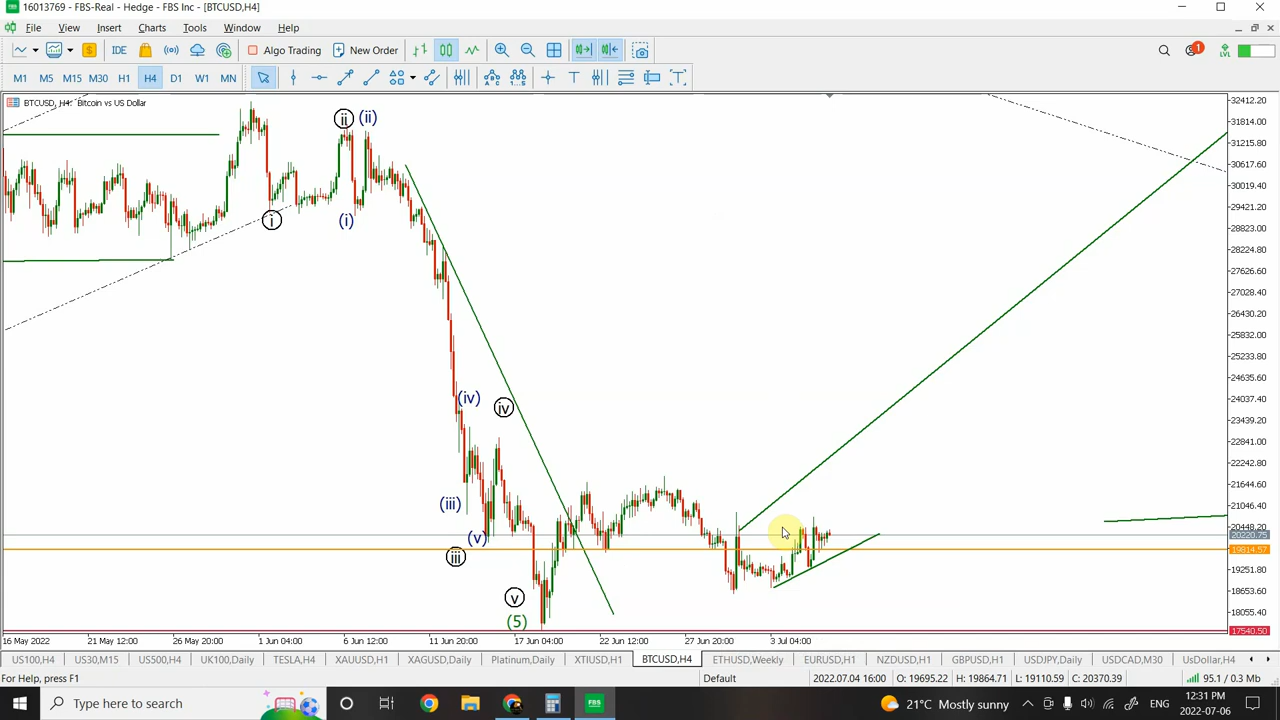 16013769 - FBS-Real - Hedge - FBS Inc - [BTCUSD,H4]
File View Insert Charts Tools Window Help
IDE Algo Trading New Order 1 LVL
M1 M5 M15 M30 H1 H4 D1 W1 MN
BTCUSD, H4: Bitcoin vs US Dollar
32412.20
31814.00
31215.80
30617.60
30019.40
29421.20
28823.00
28224.80
27626.60
27028.40
26430.20
25832.00
25233.80
24635.60
24037.40
23439.20
22841.00
22242.80
21644.60
21046.40
20448.20
20220.75
19814.57
19251.80
18653.60
18055.40
17540.50
ii (ii)
i (i)
(iv) iv
(iii)
(v)
iii
v
(5)
16 May 2022 21 May 12:00 26 May 20:00 1 Jun 04:00 6 Jun 12:00 11 Jun 20:00 17 Jun 04:00 22 Jun 12:00 27 Jun 20:00 3 Jul 04:00
US100,H4 US30,M15 US500,H4 UK100,Daily TESLA,H4 XAUUSD,H1 XAGUSD,Daily Platinum,Daily XTIUSD,H1 BTCUSD,H4 ETHUSD,Weekly EURUSD,H1 NZDUSD,H1 GBPUSD,H1 USDJPY,Daily USDCAD,M30 UsDollar,H4
For Help, press F1 Default 2022.07.04 16:00 O: 19695.22 H: 19864.71 L: 19110.59 C: 20370.39 95.1 / 0.3 Mb
Type here to search FBS 21°C Mostly sunny ENG 12:31 PM
2022-07-06